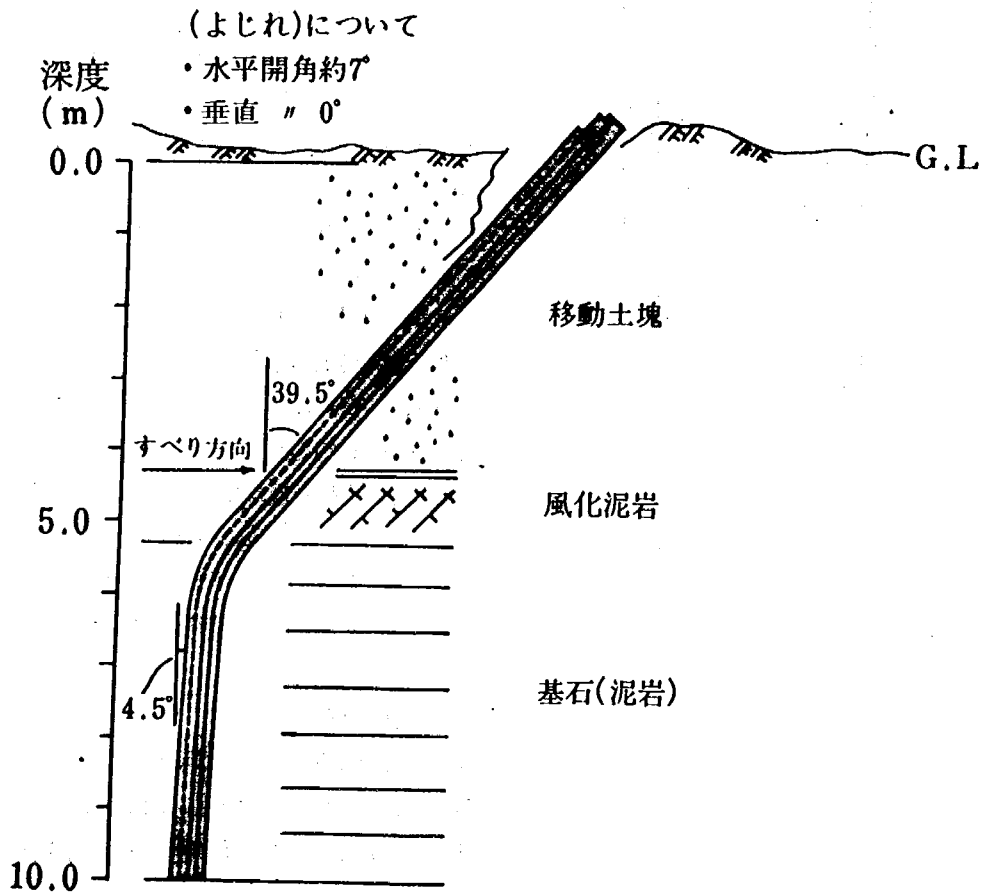 (よじれ)について
・水平開角約7°
・垂直 〃 0°
深度
(m)
0.0
G.L
移動土塊
39.5°
すべり方向
風化泥岩
5.0
基石(泥岩)
4.5°
10.0